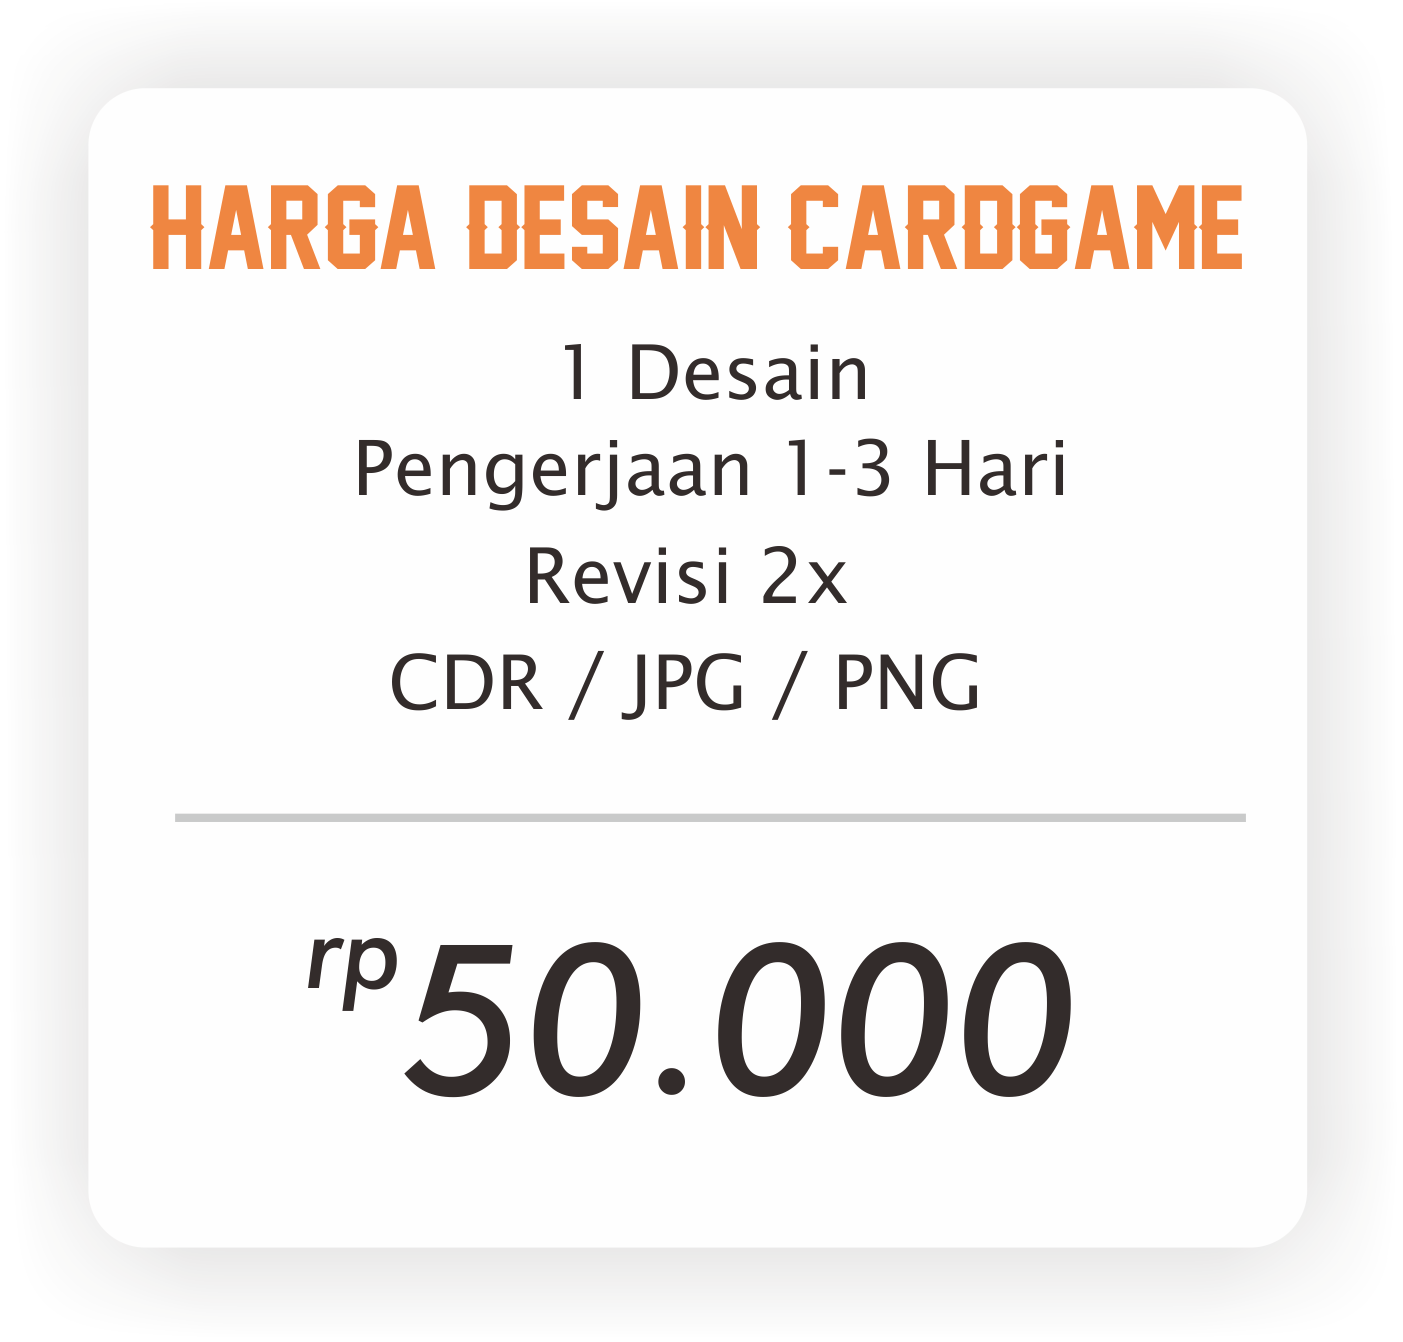 HARGA DESAIN CARDGAME
1 Desain
Pengerjaan 1-3 Hari
Revisi 2x
CDR / JPG / PNG
rp50.000